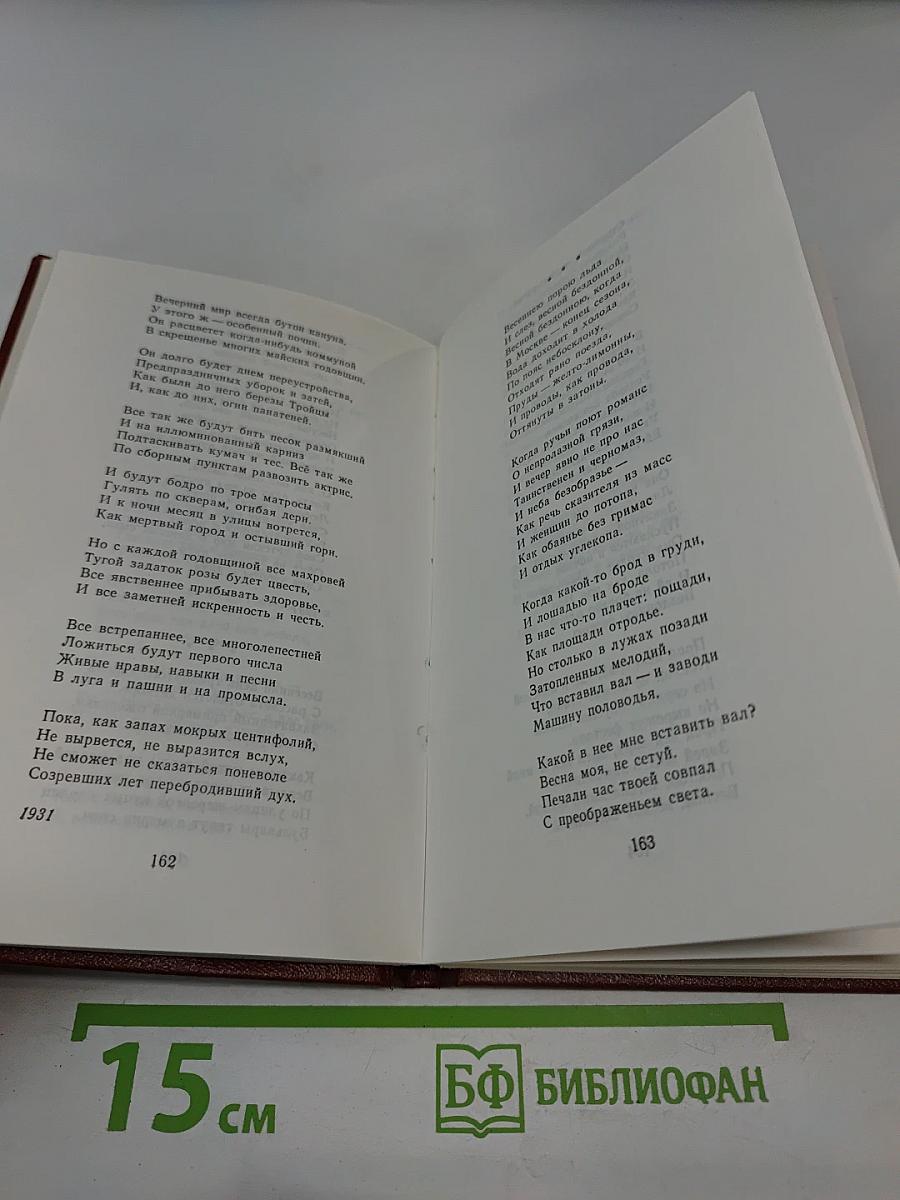 Вечерний мир всегда бутон кануна.
У этого ж — особенный почин.
Он расцветет когда-нибудь коммуной
В скрещенье многих майских годовщин.
Он долго будет днем переустройства,
Предпраздничных уборок и затей,
Как были до него березы Тройцы
И, как до них, огни панатеней.
Все так же будут бить песок размякший
И на иллюминованный карниз
Подтаскивать кумач и тес. Всё так же
По сборным пунктам развозить актрис.
И будут бодро по трое матросы
Гулять по скверам, огибая дерн.
И к ночи месяц в улицы вотрется,
Как мертвый город и остывший горн.
Но с каждой годовщиной все махровей
Тугой задаток розы будет цвесть,
Все явственнее прибывать здоровье,
И все заметней искренность и честь.
Все встрепаннее, все многолепестней
Ложиться будут первого числа
Живые нравы, навыки и песни
В луга и пашни и на промысла.
Пока, как запах мокрых центифолий,
Не вырвется, не выразится вслух,
Не сможет не сказаться поневоле
Созревших лет перебродивший дух.
1931
162
* * *
Весеннею порою льда
И слез, весной бездонной,
Весной бездонною, когда
В Москве — конец сезона,
Вода доходит в холода
По пояс небосклону,
Отходят рано поезда,
Пруды — желто-лимонны,
И проводы, как провода,
Оттянуты в затоны.
Когда ручьи поют романс
О непролазной грязи,
И вечер явно не про нас
Таинственен и черномаз,
И неба безобразье —
Как речь сказителя из масс
И женщин до потопа,
Как обаянье без гримас
И отдых углекопа.
Когда какой-то брод в груди,
И лошадью на броде
В нас что-то плачет: пощади,
Как площади отродье.
Но столько в лужах позади
Затопленных мелодий,
Что вставил вал — и заводи
Машину половодья.
Какой в нее мне вставить вал?
Весна моя, не сетуй.
Печали час твоей совпал
С преображеньем света.
163
15 см
БФ БИБЛИОФАН